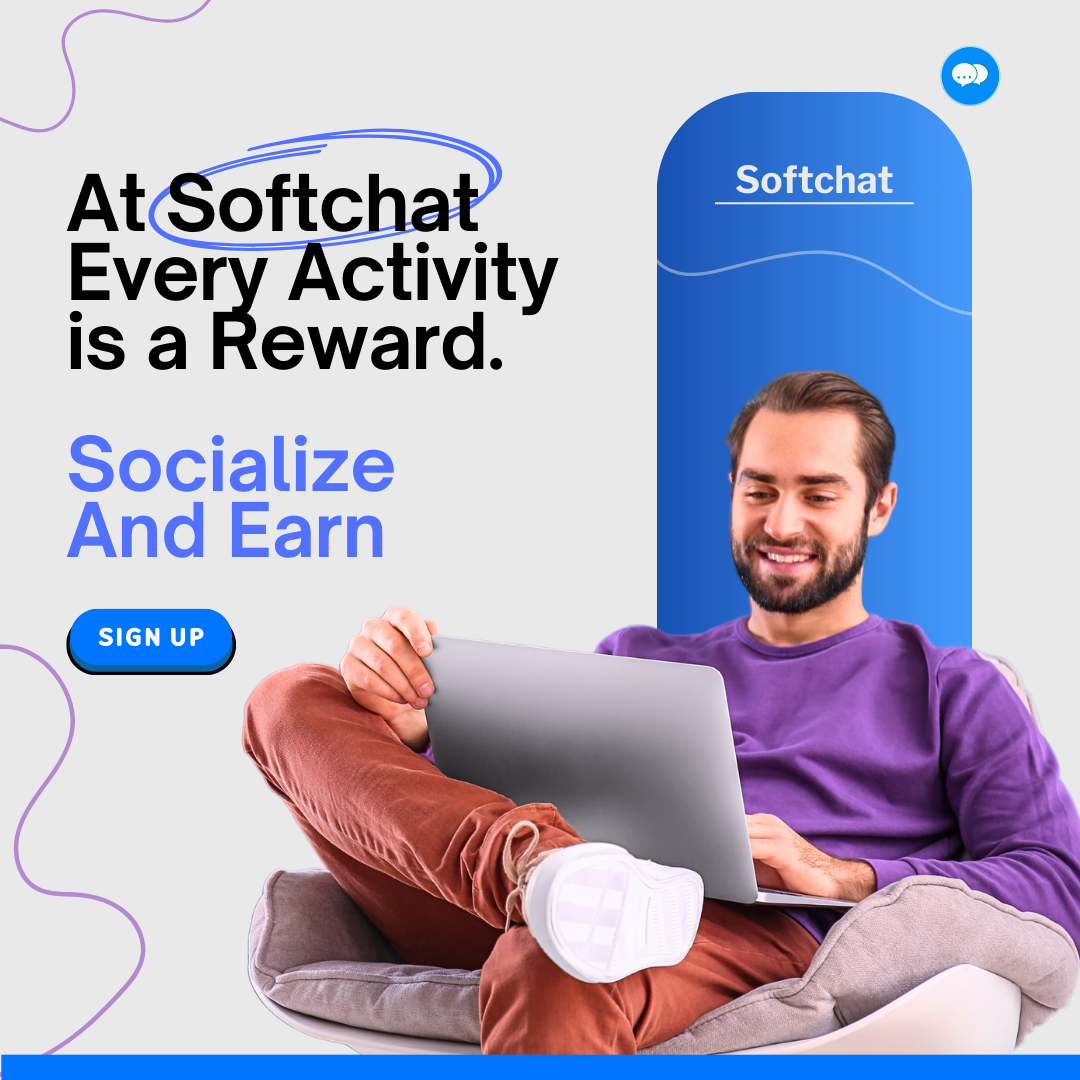 At Softchat
Every Activity
is a Reward.
Socialize
And Earn
SIGN UP
Softchat